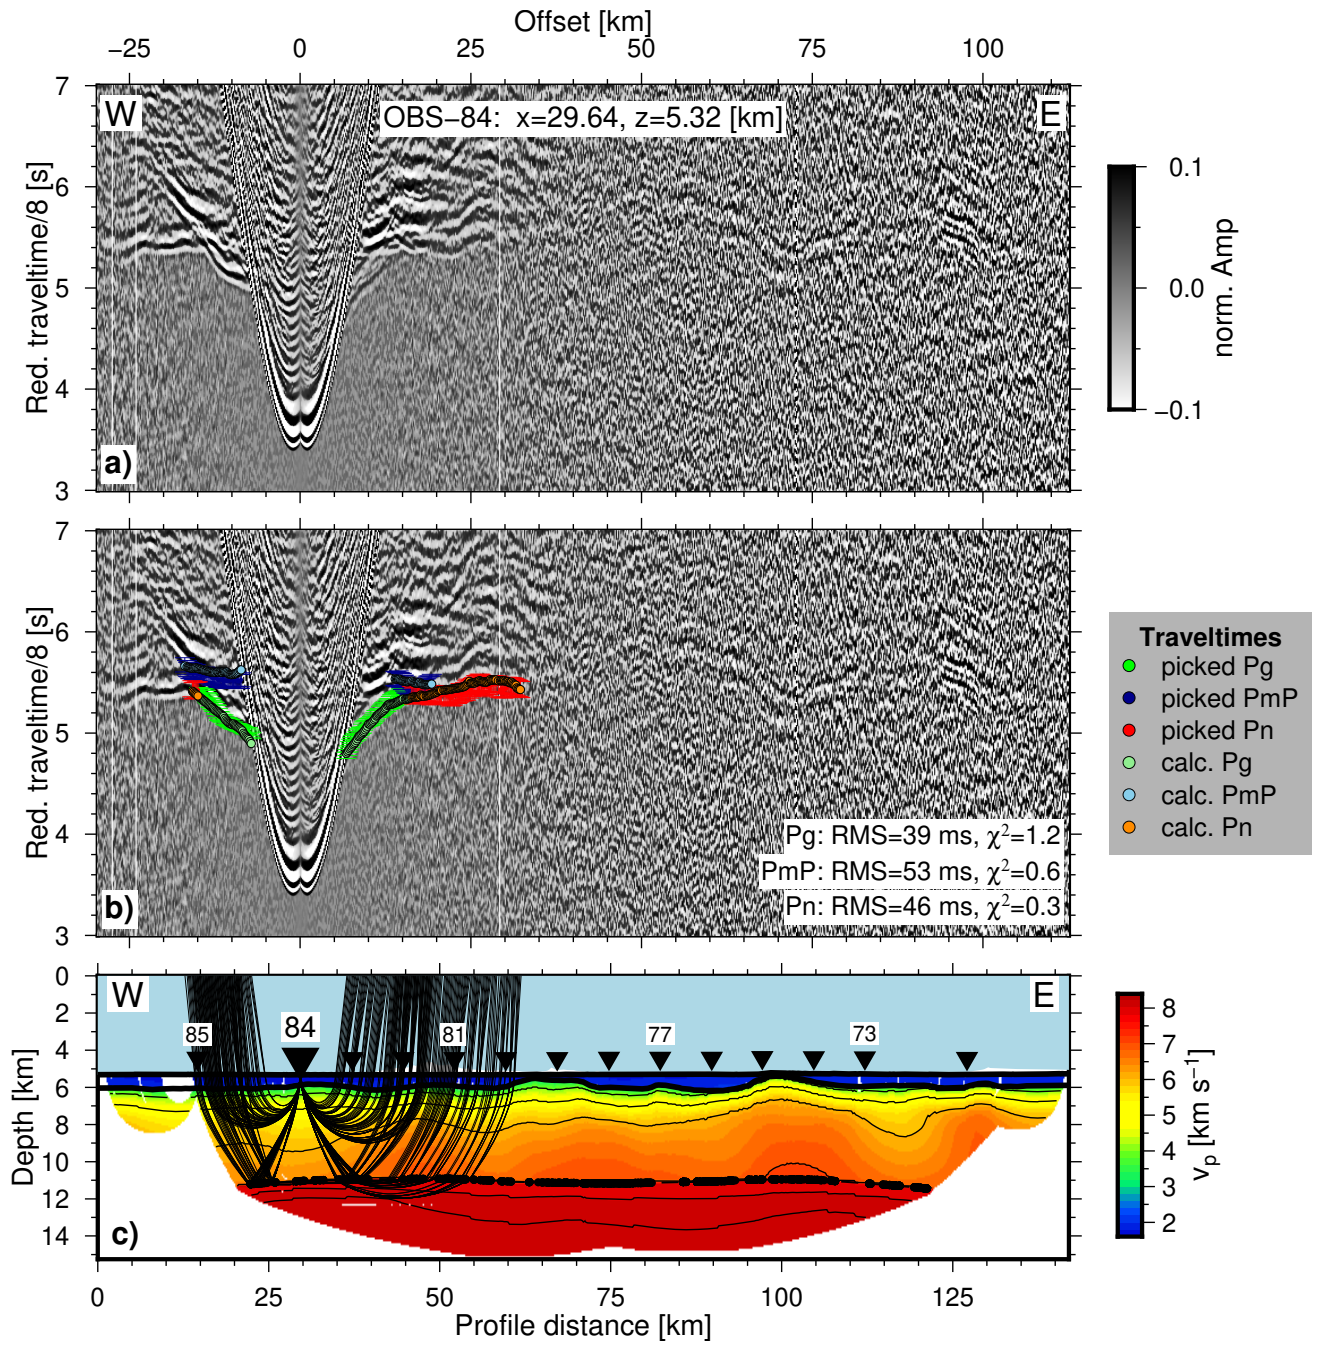 Offset [km]
−25 0 25 50 75 100
W
OBS−84: x=29.64, z=5.32 [km]
E
7
6
5
4
3
Red. traveltime/8 [s]
a)
0.1
0.0
−0.1
norm. Amp
7
6
5
4
3
Red. traveltime/8 [s]
b)
Pg: RMS=39 ms, χ²=1.2
PmP: RMS=53 ms, χ²=0.6
Pn: RMS=46 ms, χ²=0.3
Traveltimes
picked Pg
picked PmP
picked Pn
calc. Pg
calc. PmP
calc. Pn
W
E
85 84 81 77 73
0
2
4
6
8
10
12
14
Depth [km]
c)
8
7
6
5
4
3
2
vp [km s⁻¹]
0 25 50 75 100 125
Profile distance [km]